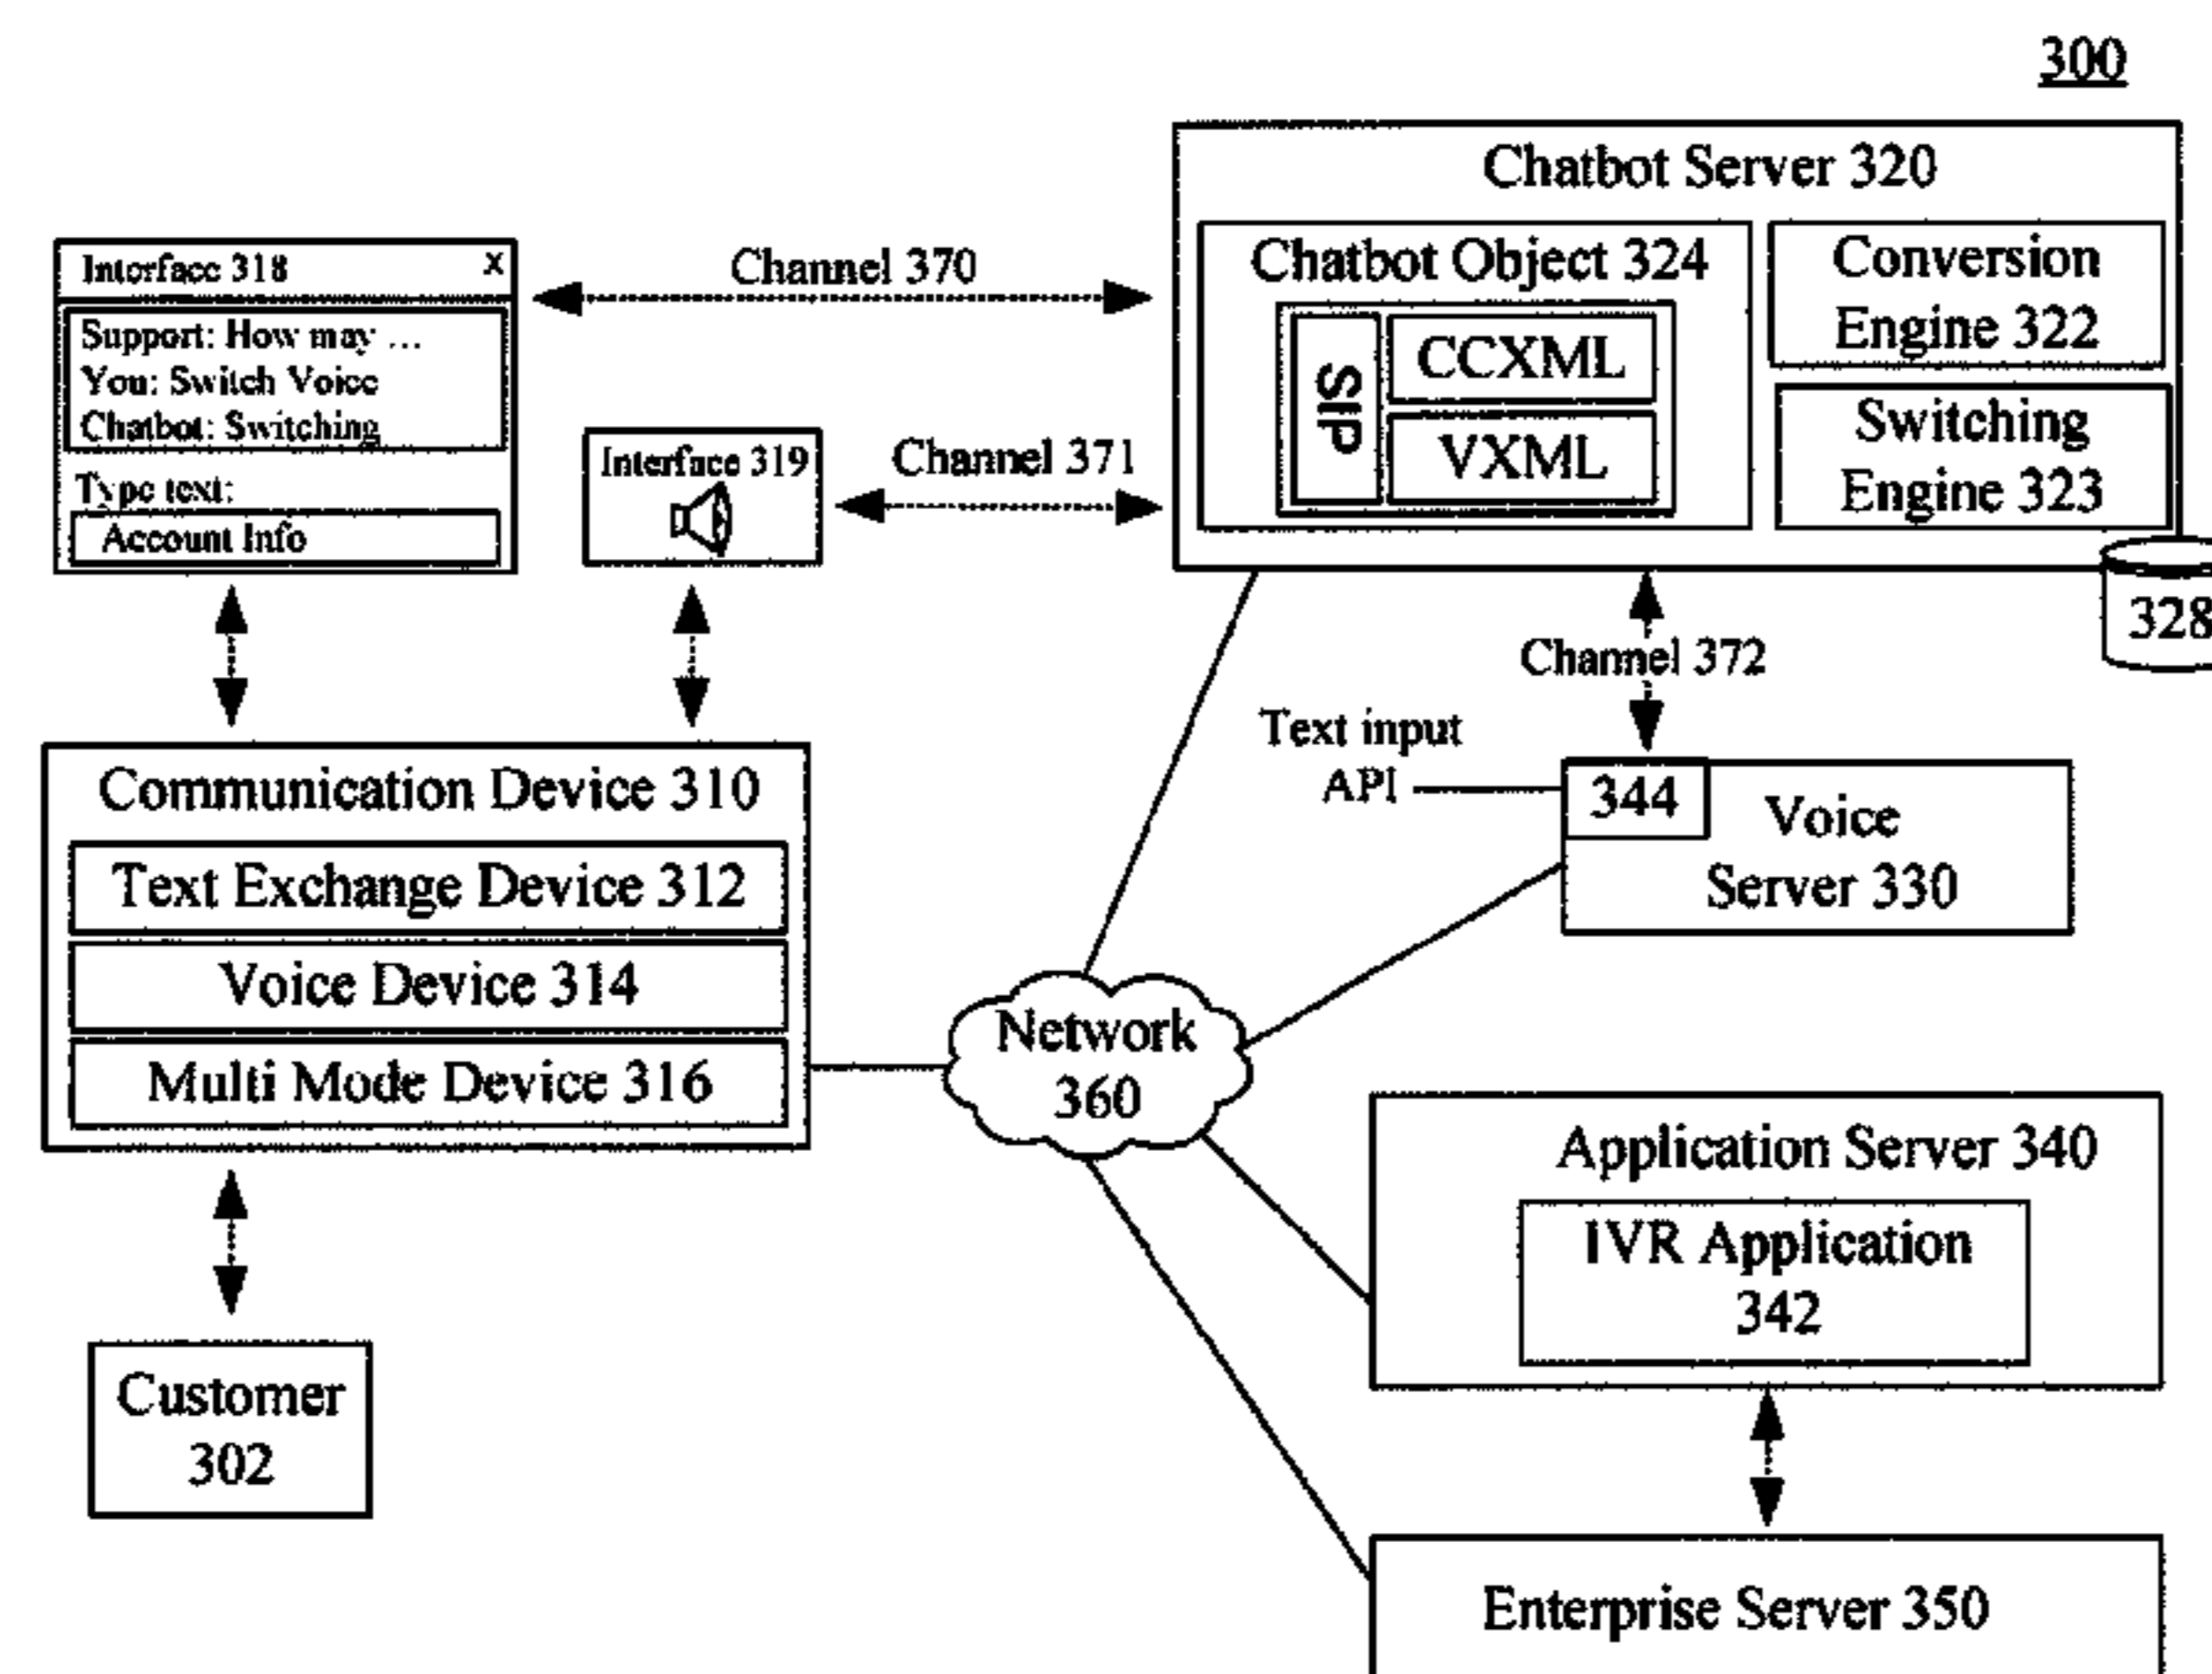 300
Chatbot Server 320
Chatbot Object 324
SIP
CCXML
VXML
Conversion
Engine 322
Switching
Engine 323
328
Interface 318 X
Support: How may ...
You: Switch Voice
Chatbot: Switching
Type text:
Account Info
Channel 370
Interface 319
Channel 371
Channel 372
Text input
API
344
Voice
Server 330
Communication Device 310
Text Exchange Device 312
Voice Device 314
Multi Mode Device 316
Network
360
Application Server 340
IVR Application
342
Customer
302
Enterprise Server 350